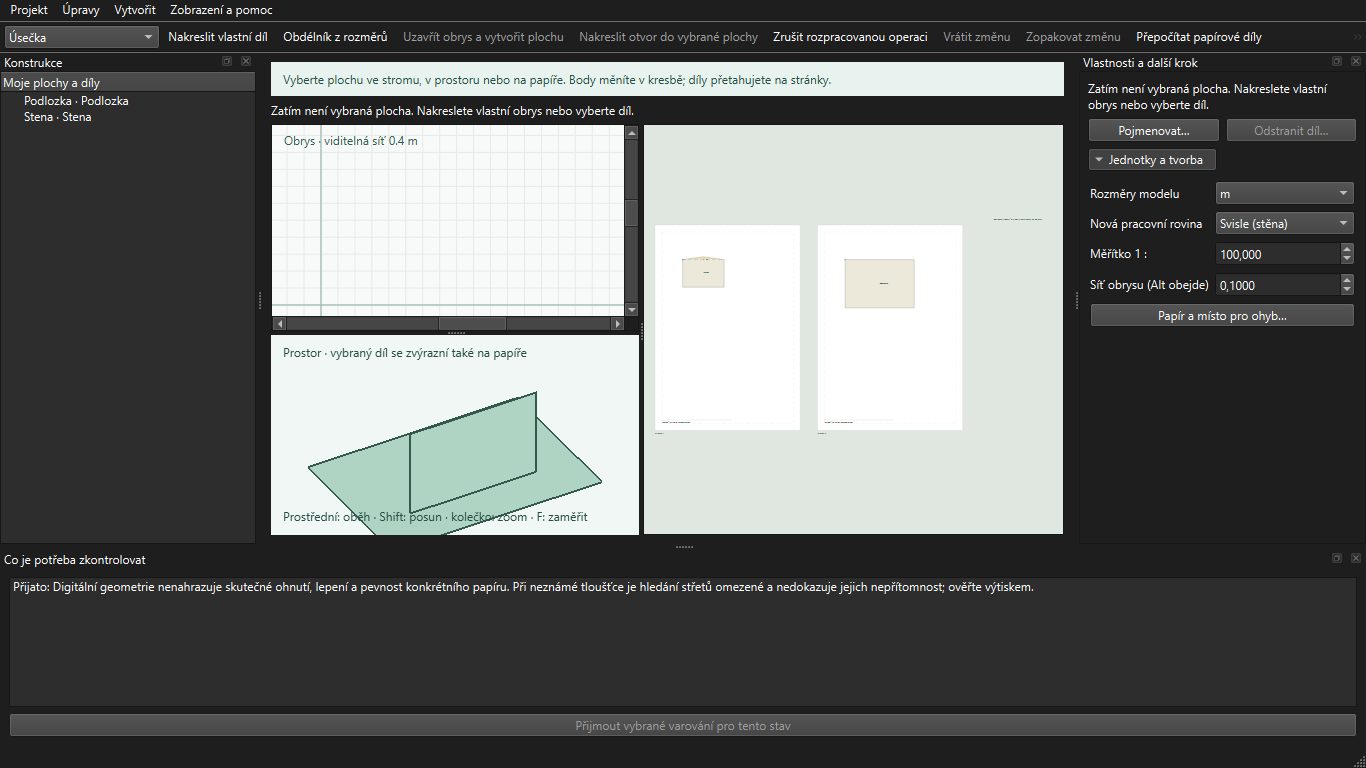 Projekt Úpravy Vytvořit Zobrazení a pomoc
Úsečka Nakreslit vlastní díl Obdélník z rozměrů Uzavřít obrys a vytvořit plochu Nakreslit otvor do vybrané plochy Zrušit rozpracovanou operaci Vrátit změnu Zopakovat změnu Přepočítat papírové díly
Konstrukce
Moje plochy a díly
Podlozka · Podlozka
Stena · Stena
Vyberte plochu ve stromu, v prostoru nebo na papíře. Body měníte v kresbě; díly přetahujete na stránky.
Zatím není vybraná plocha. Nakreslete vlastní obrys nebo vyberte díl.
Obrys · viditelná síť 0.4 m
Prostor · vybraný díl se zvýrazní také na papíře
Prostřední: oběh · Shift: posun · kolečko: zoom · F: zaměřit
Vlastnosti a další krok
Zatím není vybraná plocha. Nakreslete vlastní
obrys nebo vyberte díl.
Pojmenovat... Odstranit díl...
Jednotky a tvorba
Rozměry modelu m
Nová pracovní rovina Svisle (stěna)
Měřítko 1 : 100,000
Síť obrysu (Alt obejde) 0,1000
Papír a místo pro ohyb...
Co je potřeba zkontrolovat
Přijato: Digitální geometrie nenahrazuje skutečné ohnutí, lepení a pevnost konkrétního papíru. Při neznámé tloušťce je hledání střetů omezené a nedokazuje jejich nepřítomnost; ověřte výtiskem.
Přijmout vybrané varování pro tento stav